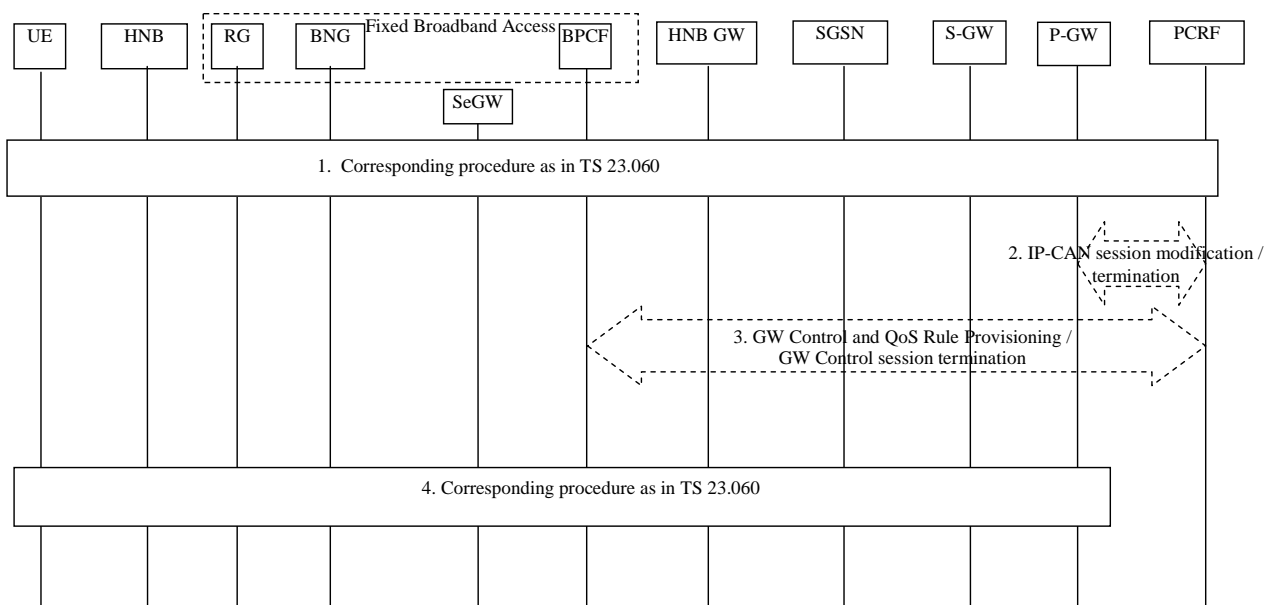 Fixed Broadband Access
UE
HNB
RG
BNG
BPCF
HNB GW
SGSN
S-GW
P-GW
PCRF
SeGW
1. Corresponding procedure as in TS 23.060
2. IP-CAN session modification /
termination
3. GW Control and QoS Rule Provisioning /
GW Control session termination
4. Corresponding procedure as in TS 23.060